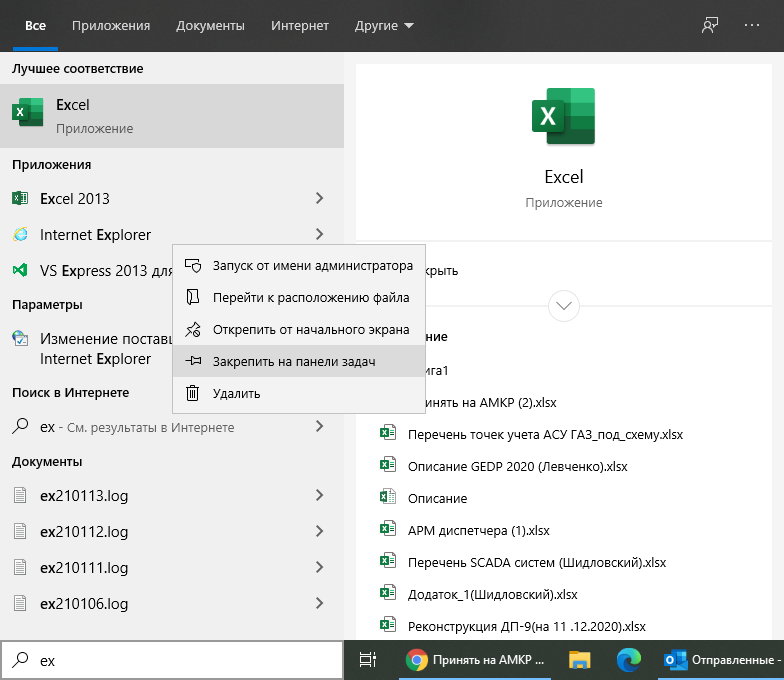 Все Приложения Документы Интернет Другие
Лучшее соответствие
Excel
Приложение
Приложения
Excel 2013
Internet Explorer
VS Express 2013 для
Параметры
Изменение постав
Internet Explorer
Поиск в Интернете
ex - См. результаты в Интернете
Документы
ex210113.log
ex210112.log
ex210111.log
ex210106.log
ex
Запуск от имени администратора
Перейти к расположению файла
Открепить от начального экрана
Закрепить на панели задач
Удалить
X
Excel
Приложение
крыть
ние
ига1
инять на АМКР (2).xlsx
Перечень точек учета АСУ ГАЗ_под_схему.xlsx
Описание GEDP 2020 (Левченко).xlsx
Описание
АРМ диспетчера (1).xlsx
Перечень SCADA систем (Шидловский).xlsx
Додаток_1(Шидловский).xlsx
Реконструкция ДП-9(на 11 .12.2020).xlsx
Принять на АМКР ...
Отправленные -